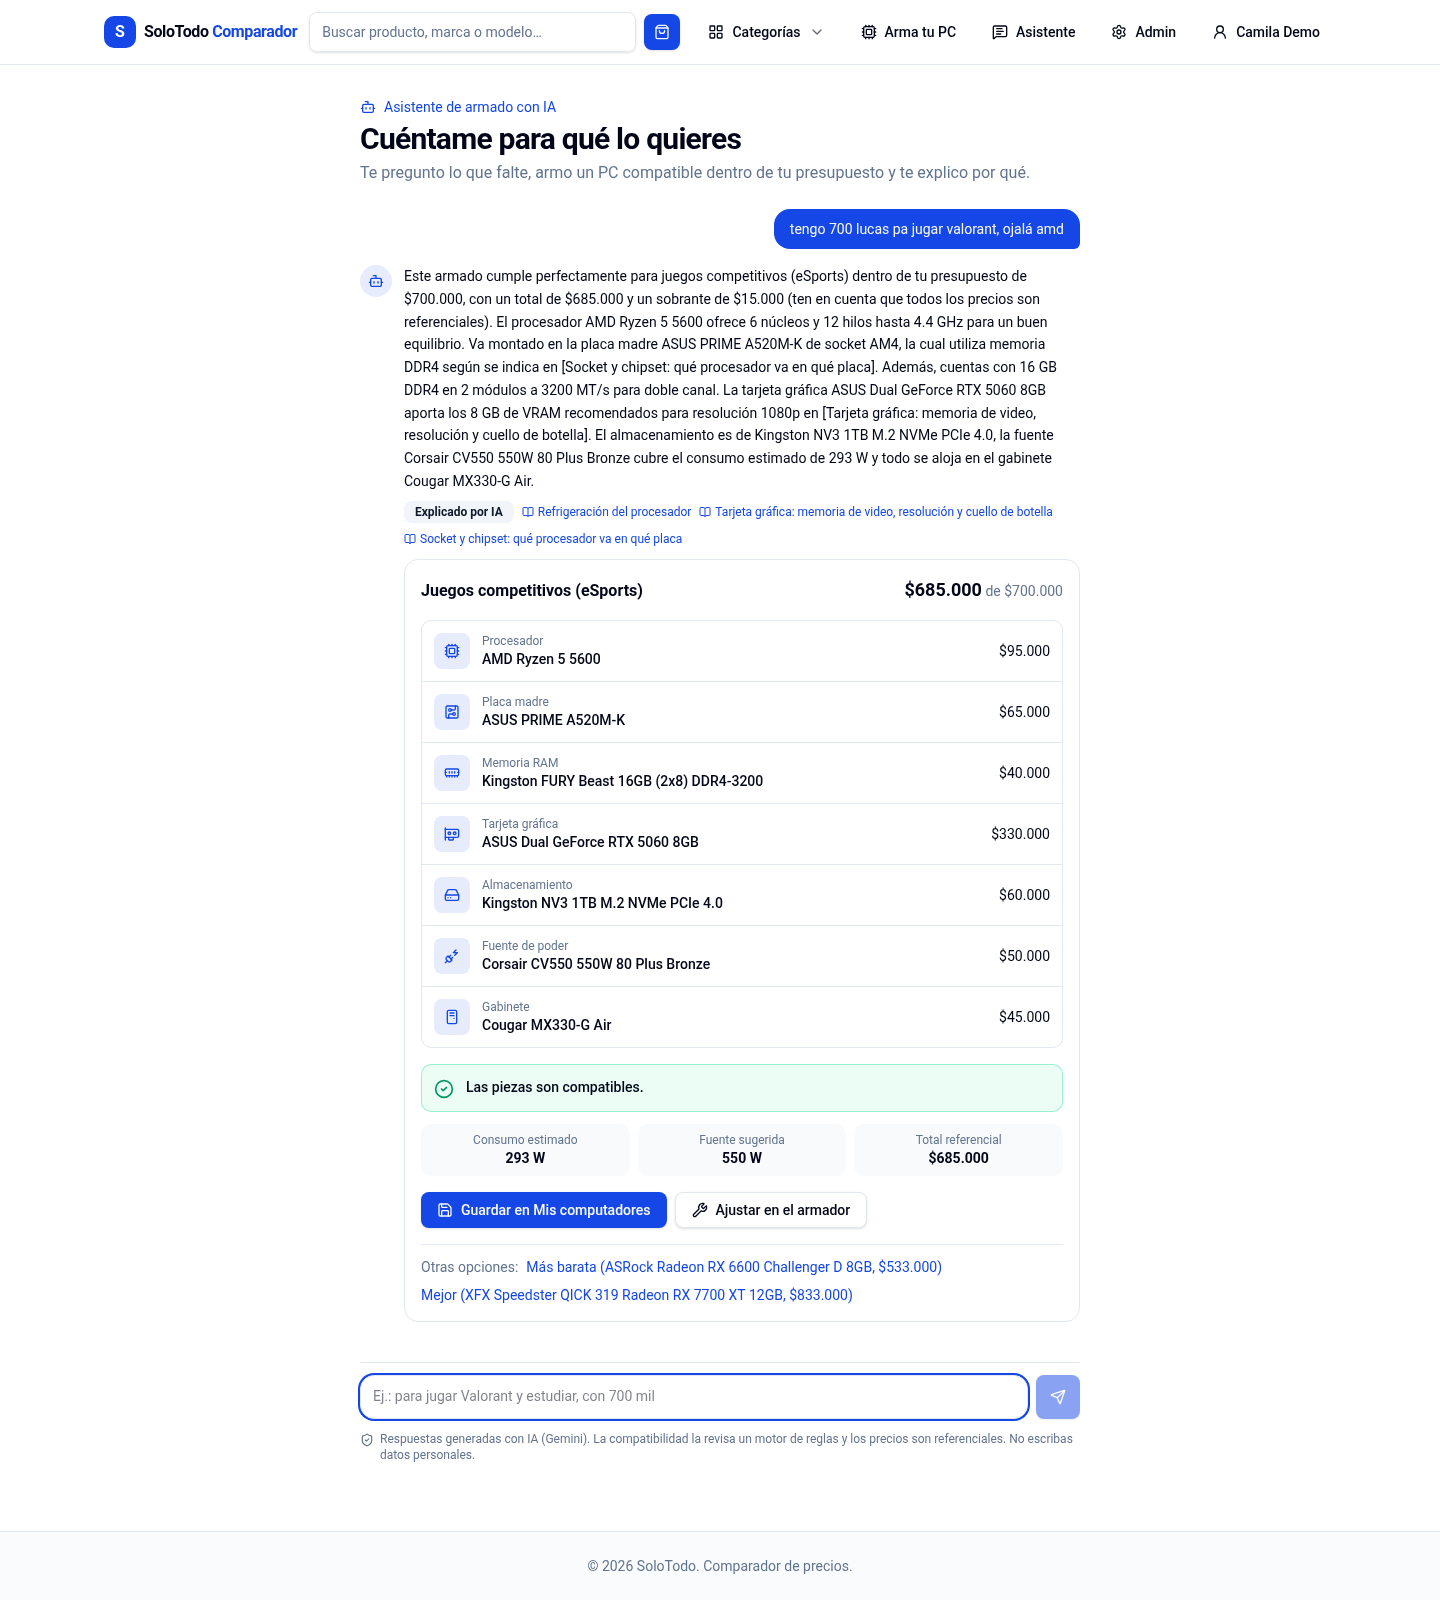 S SoloTodo Comparador
Buscar producto, marca o modelo...
Categorías
Arma tu PC
Asistente
Admin
Camila Demo
Asistente de armado con IA
Cuéntame para qué lo quieres
Te pregunto lo que falte, armo un PC compatible dentro de tu presupuesto y te explico por qué.
tengo 700 lucas pa jugar valorant, ojalá amd
Este armado cumple perfectamente para juegos competitivos (eSports) dentro de tu presupuesto de
$700.000, con un total de $685.000 y un sobrante de $15.000 (ten en cuenta que todos los precios son
referenciales). El procesador AMD Ryzen 5 5600 ofrece 6 núcleos y 12 hilos hasta 4.4 GHz para un buen
equilibrio. Va montado en la placa madre ASUS PRIME A520M-K de socket AM4, la cual utiliza memoria
DDR4 según se indica en [Socket y chipset: qué procesador va en qué placa]. Además, cuentas con 16 GB
DDR4 en 2 módulos a 3200 MT/s para doble canal. La tarjeta gráfica ASUS Dual GeForce RTX 5060 8GB
aporta los 8 GB de VRAM recomendados para resolución 1080p en [Tarjeta gráfica: memoria de video,
resolución y cuello de botella]. El almacenamiento es de Kingston NV3 1TB M.2 NVMe PCIe 4.0, la fuente
Corsair CV550 550W 80 Plus Bronze cubre el consumo estimado de 293 W y todo se aloja en el gabinete
Cougar MX330-G Air.
Explicado por IA Refrigeración del procesador Tarjeta gráfica: memoria de video, resolución y cuello de botella
Socket y chipset: qué procesador va en qué placa
Juegos competitivos (eSports) $685.000 de $700.000
Procesador
AMD Ryzen 5 5600 $95.000
Placa madre
ASUS PRIME A520M-K $65.000
Memoria RAM
Kingston FURY Beast 16GB (2x8) DDR4-3200 $40.000
Tarjeta gráfica
ASUS Dual GeForce RTX 5060 8GB $330.000
Almacenamiento
Kingston NV3 1TB M.2 NVMe PCIe 4.0 $60.000
Fuente de poder
Corsair CV550 550W 80 Plus Bronze $50.000
Gabinete
Cougar MX330-G Air $45.000
Las piezas son compatibles.
Consumo estimado
293 W
Fuente sugerida
550 W
Total referencial
$685.000
Guardar en Mis computadores
Ajustar en el armador
Otras opciones: Más barata (ASRock Radeon RX 6600 Challenger D 8GB, $533.000)
Mejor (XFX Speedster QICK 319 Radeon RX 7700 XT 12GB, $833.000)
Ej.: para jugar Valorant y estudiar, con 700 mil
Respuestas generadas con IA (Gemini). La compatibilidad la revisa un motor de reglas y los precios son referenciales. No escribas
datos personales.
© 2026 SoloTodo. Comparador de precios.